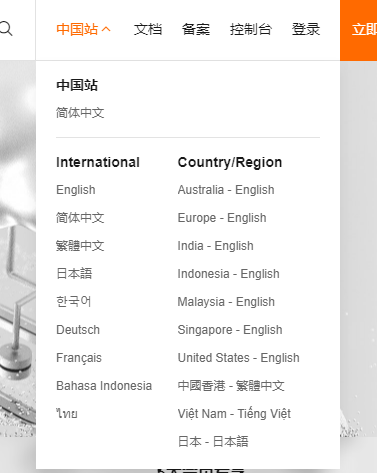 中国站 文档 备案 控制台 登录 立即
中国站
简体中文
International
English
简体中文
繁體中文
日本語
한국어
Deutsch
Français
Bahasa Indonesia
ไทย
Country/Region
Australia - English
Europe - English
India - English
Indonesia - English
Malaysia - English
Singapore - English
United States - English
中國香港 - 繁體中文
Việt Nam - Tiếng Việt
日本 - 日本語